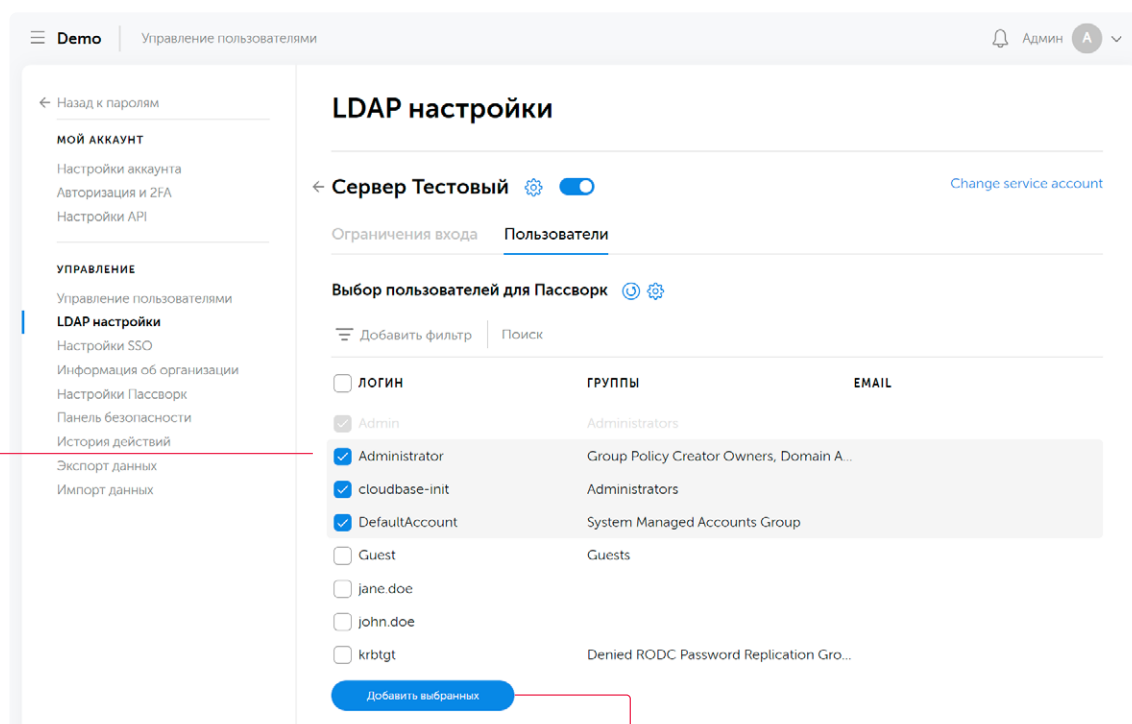 Demo Управление пользователями Админ A
Назад к паролям
МОЙ АККАУНТ
Настройки аккаунта
Авторизация и 2FA
Настройки API
УПРАВЛЕНИЕ
Управление пользователями
LDAP настройки
Настройки SSO
Информация об организации
Настройки Пассворк
Панель безопасности
История действий
Экспорт данных
Импорт данных
LDAP настройки
Сервер Тестовый Change service account
Ограничения входа Пользователи
Выбор пользователей для Пассворк
Добавить фильтр Поиск
ЛОГИН ГРУППЫ EMAIL
Admin Administrators
Administrator Group Policy Creator Owners, Domain A...
cloudbase-init Administrators
DefaultAccount System Managed Accounts Group
Guest Guests
jane.doe
john.doe
krbtgt Denied RODC Password Replication Gro...
Добавить выбранных